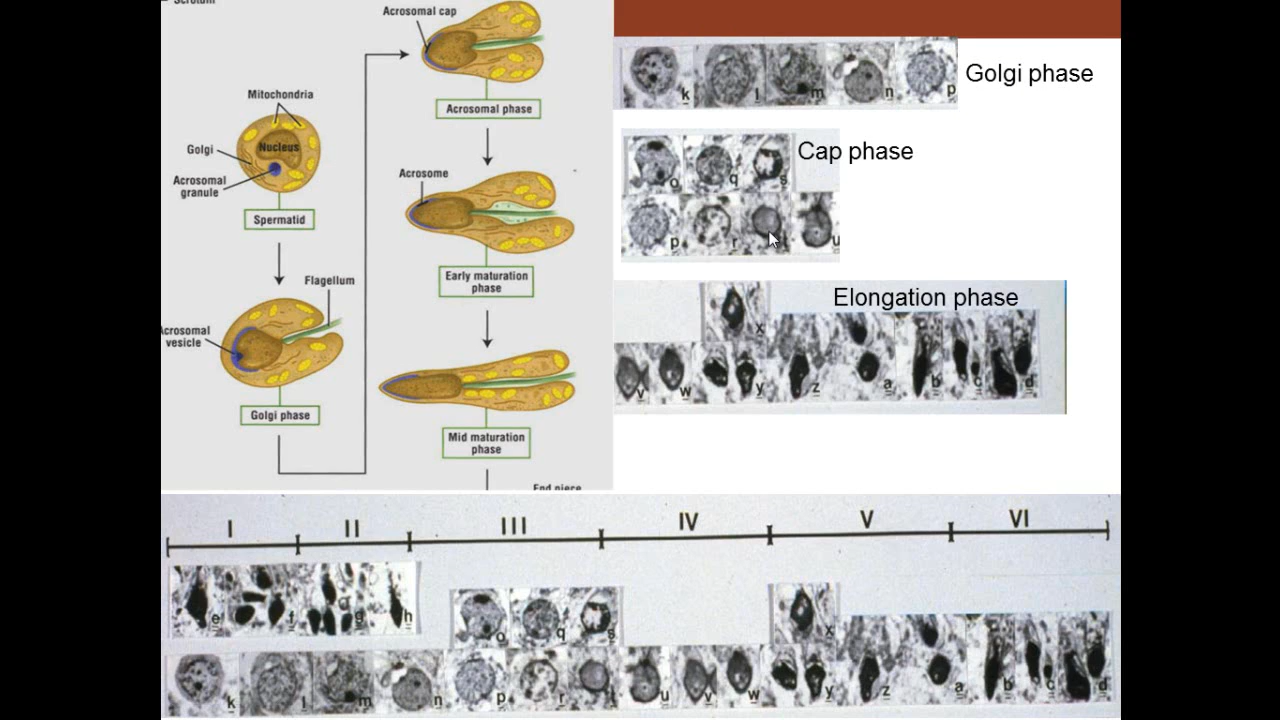 Scrotum
Acrosomal cap
Mitochondria
Nucleus
Golgi
Acrosomal
granule
Spermatid
Flagellum
Acrosomal
vesicle
Golgi phase
Acrosomal phase
Acrosome
Early maturation
phase
Mid maturation
phase
End piece
k l m n p
Golgi phase
o q s
Cap phase
p r u
Elongation phase
x
v w y z a b c d
I II III IV V VI
e f g h
o q s
x
k l m n p r u v w y z a b c d